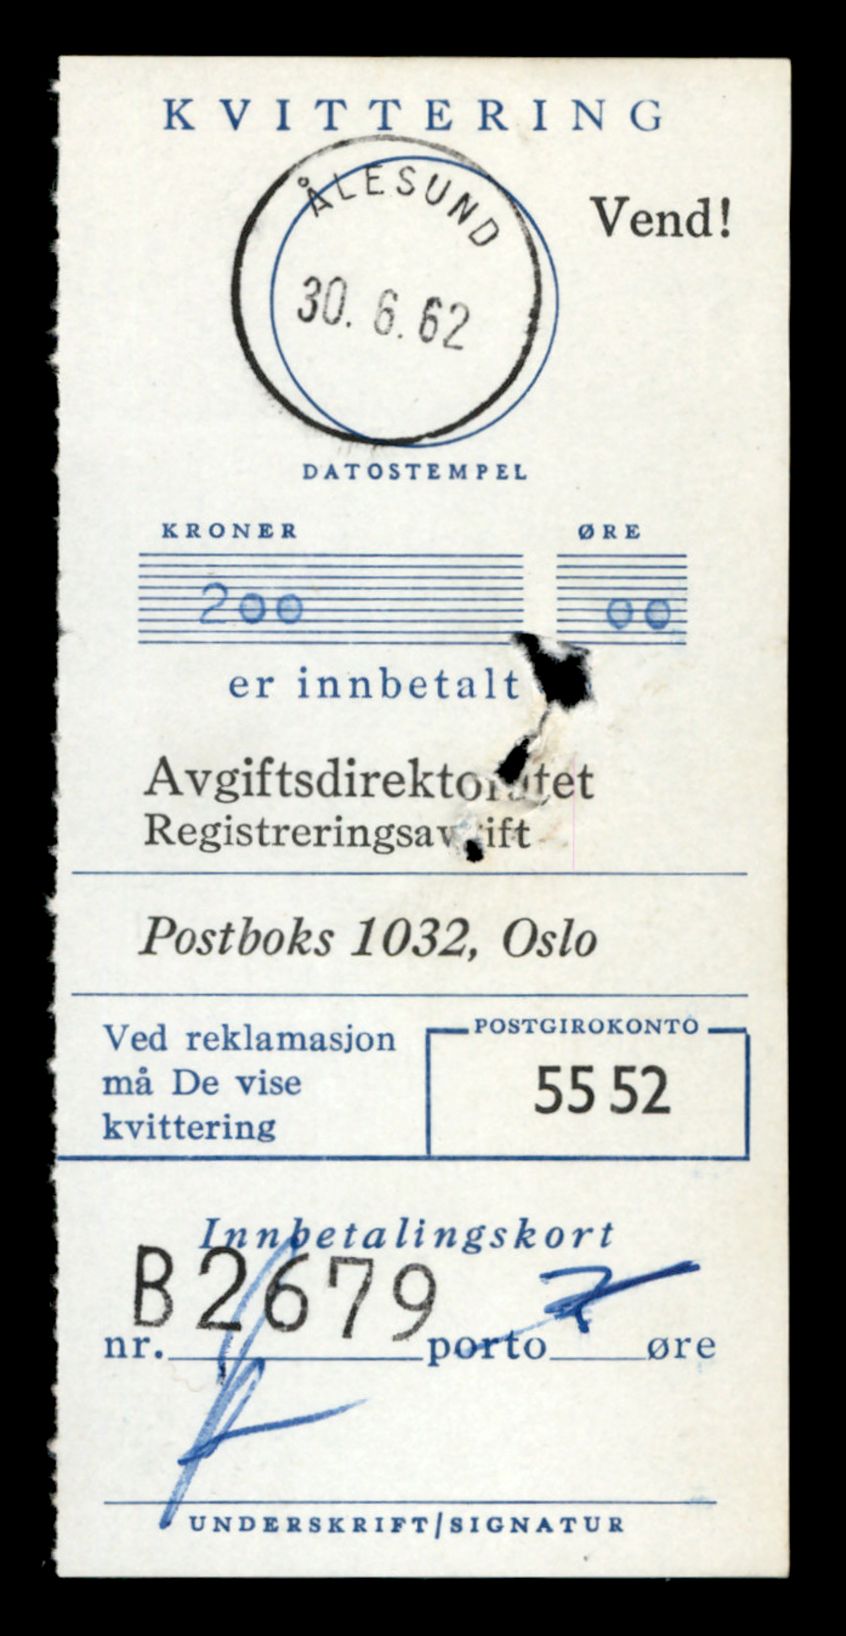 KVITTERING
ÅLESUND
Vend!
30. 6. 62
DATOSTEMPEL
KRONER ØRE
200 00
er innbetalt
Avgiftsdirektoratet
Registreringsavgift
Postboks 1032, Oslo
Ved reklamasjon
må De vise
kvittering
POSTGIROKONTO
55 52
Innbetalingskort
B2679
nr. porto øre
UNDERSKRIFT/SIGNATUR